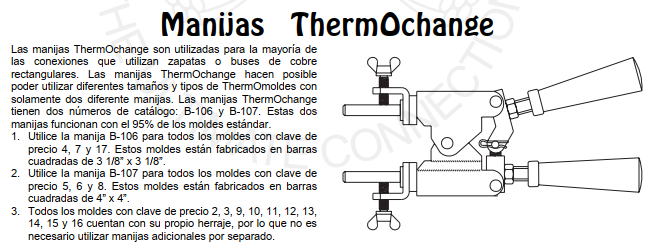 Manijas ThermOchange
Las manijas ThermOchange son utilizadas para la mayoría de
las conexiones que utilizan zapatas o buses de cobre
rectangulares. Las manijas ThermOchange hacen posible
poder utilizar diferentes tamaños y tipos de ThermOmoldes con
solamente dos diferente manijas. Las manijas ThermOchange
tienen dos números de catálogo: B-106 y B-107. Estas dos
manijas funcionan con el 95% de los moldes estándar.
1. Utilice la manija B-106 para todos los moldes con clave de
precio 4, 7 y 17. Estos moldes están fabricados en barras
cuadradas de 3 1/8” x 3 1/8”.
2. Utilice la manija B-107 para todos los moldes con clave de
precio 5, 6 y 8. Estos moldes están fabricados en barras
cuadradas de 4” x 4”.
3. Todos los moldes con clave de precio 2, 3, 9, 10, 11, 12, 13,
14, 15 y 16 cuentan con su propio herraje, por lo que no es
necesario utilizar manijas adicionales por separado.
THE CONNECTION